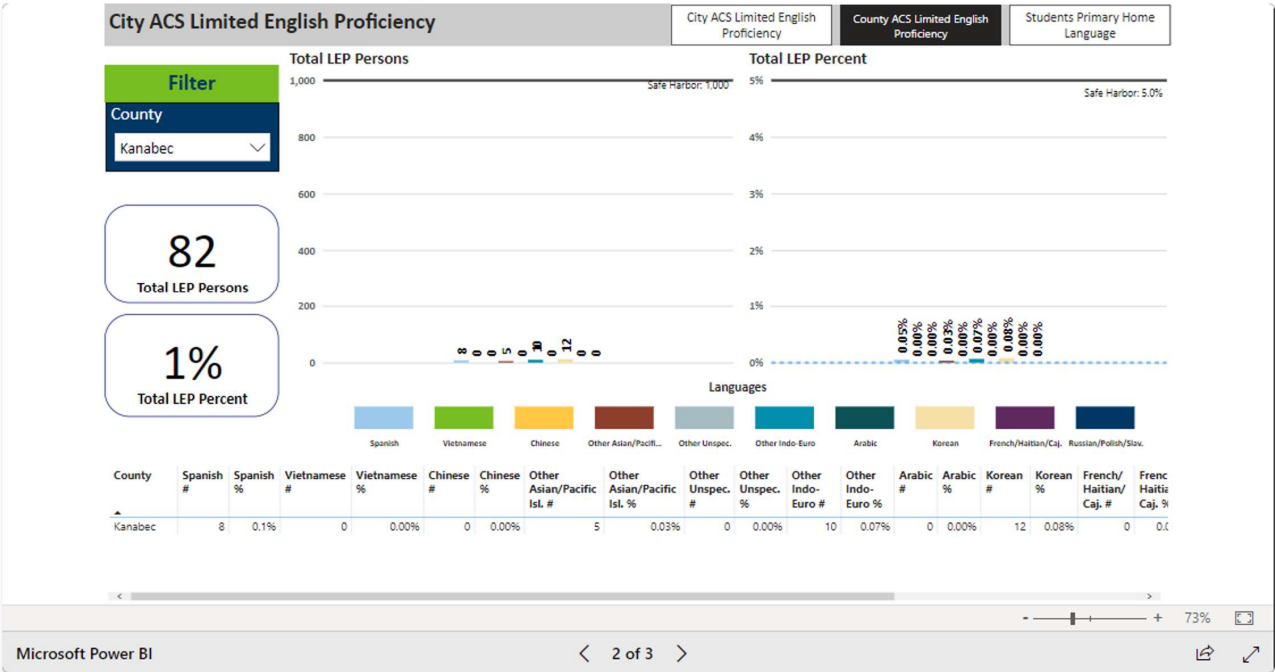 City ACS Limited English Proficiency
City ACS Limited English
Proficiency
County ACS Limited English
Proficiency
Students Primary Home
Language
Filter
County
Kanabec
82
Total LEP Persons
1%
Total LEP Percent
Total LEP Persons
1,000
Safe Harbor: 1,000
800
600
400
200
0
8 0 0 5 0 10 0 12 0 0
Total LEP Percent
5%
Safe Harbor: 5.0%
4%
3%
2%
1%
0%
0.05% 0.00% 0.00% 0.03% 0.00% 0.07% 0.00% 0.08% 0.00% 0.00%
Languages
Spanish Vietnamese Chinese Other Asian/Pacifi... Other Unspec. Other Indo-Euro Arabic Korean French/Haitian/Caj. Russian/Polish/Slav.
County Spanish Spanish Vietnamese Vietnamese Chinese Chinese Other Other Other Other Other Other Arabic Arabic Korean Korean French/ Frenc
# % # % # % Asian/Pacific Asian/Pacific Unspec. Unspec. Indo- Indo- # % # % Haitian/ Haitia
Isl. # Isl. % # % Euro # Euro % Caj. # Caj. %
Kanabec 8 0.1% 0 0.00% 0 0.00% 5 0.03% 0 0.00% 10 0.07% 0 0.00% 12 0.08% 0 0.0
- + 73%
Microsoft Power BI
2 of 3